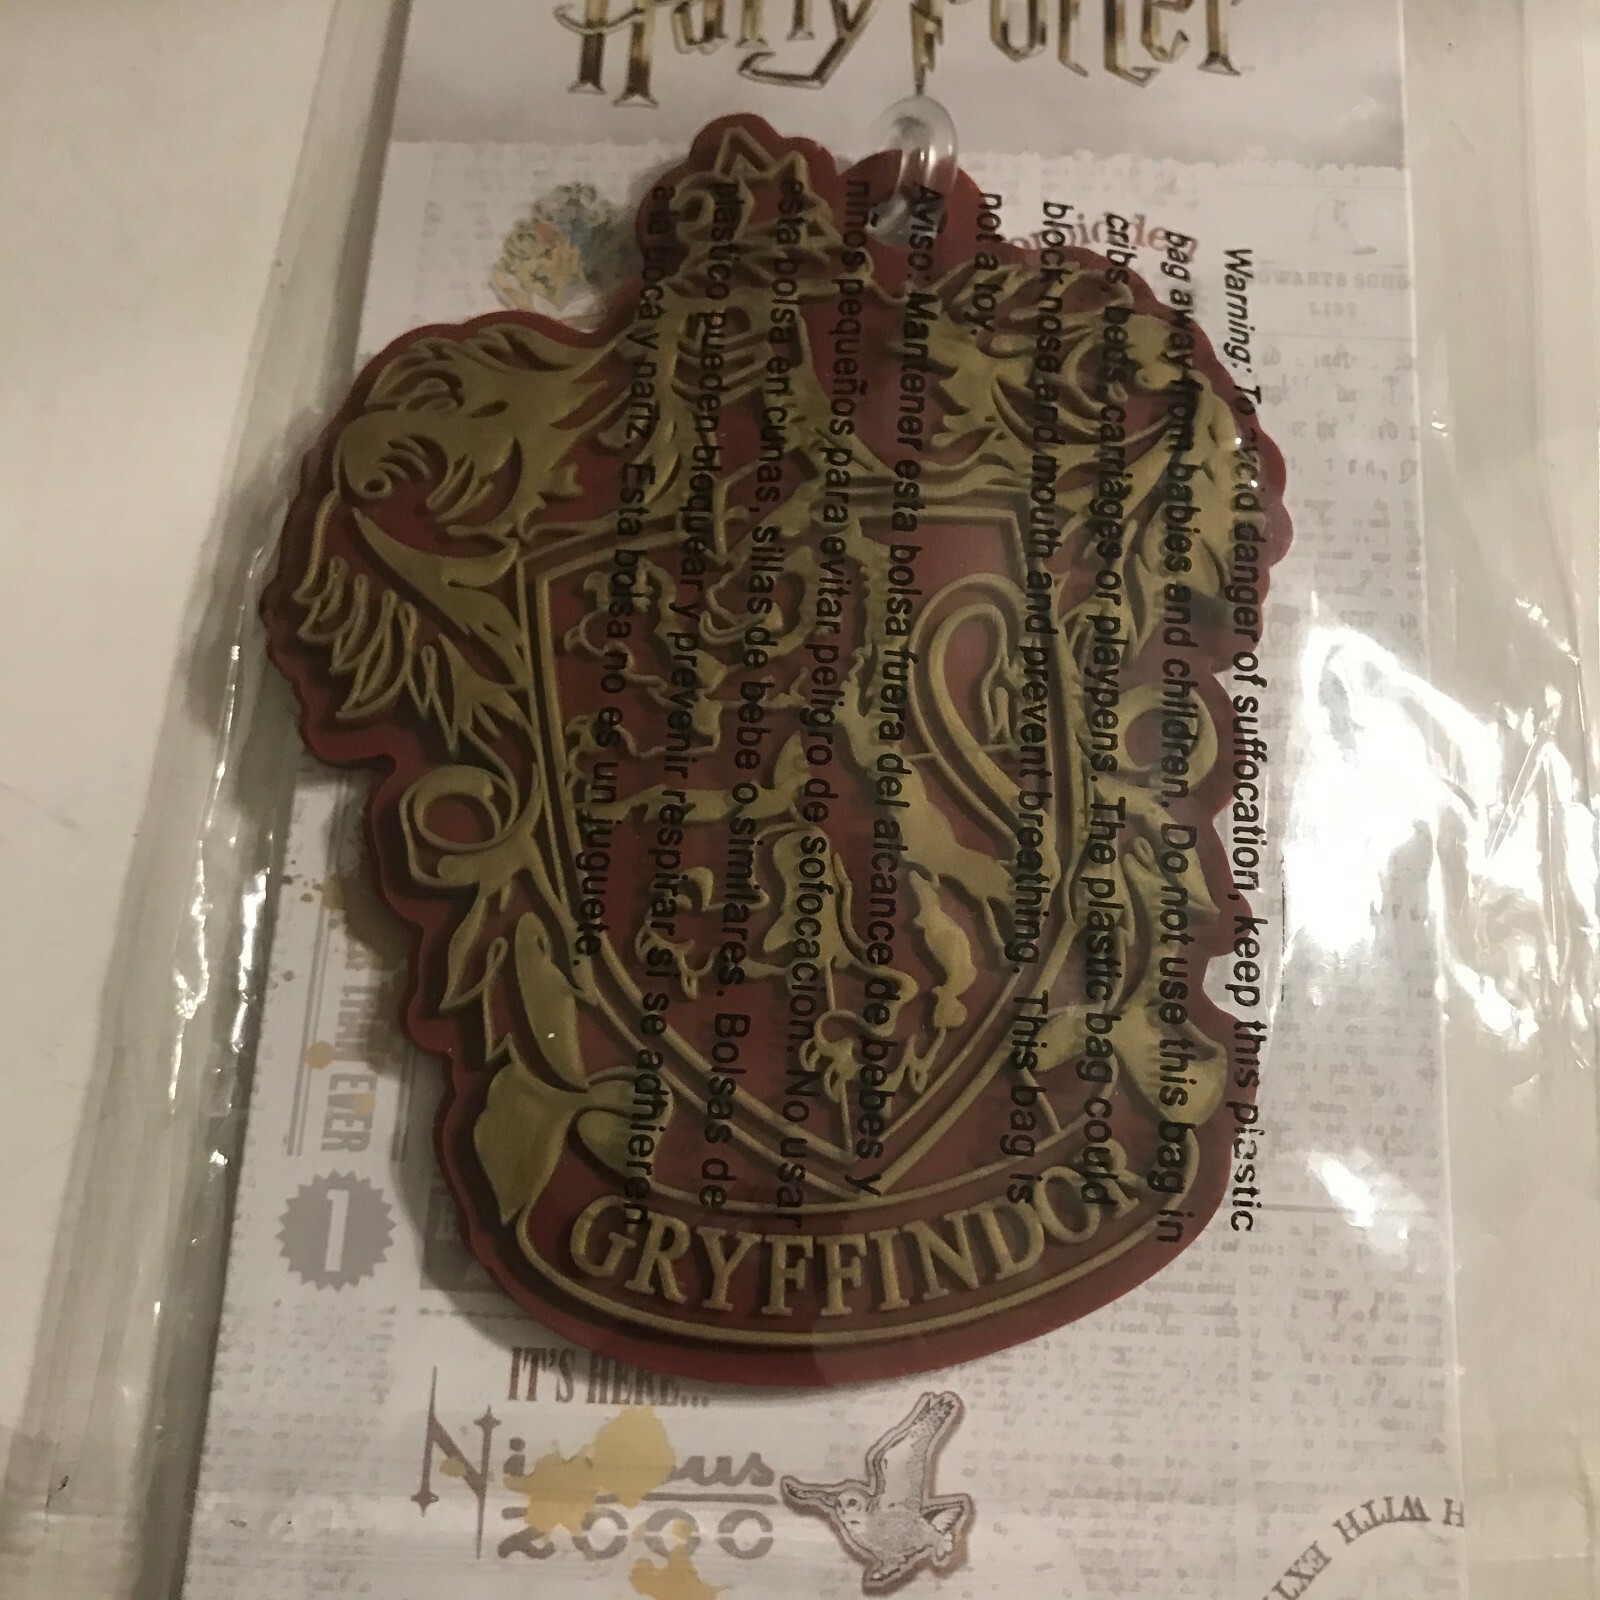 Harry Potter
Warning: To avoid danger of suffocation, keep this plastic
bag away from babies and children. Do not use this bag in
cribs, beds, carriages or playpens. The plastic bag could
block nose and mouth and prevent breathing. This bag is
not a toy.
Aviso: Mantener esta bolsa fuera del alcance de bebes y
niños pequeños para evitar peligro de sofocacion. No usar
esta bolsa en cunas, sillas de bebe o similares. Bolsas de
plastico pueden bloquear y prevenir respirar si se adhieren
a la boca y nariz. Esta bolsa no es un juguete.
GRYFFINDOR
EVER
1
IT'S HERE...
Nimbus
2000
WITH